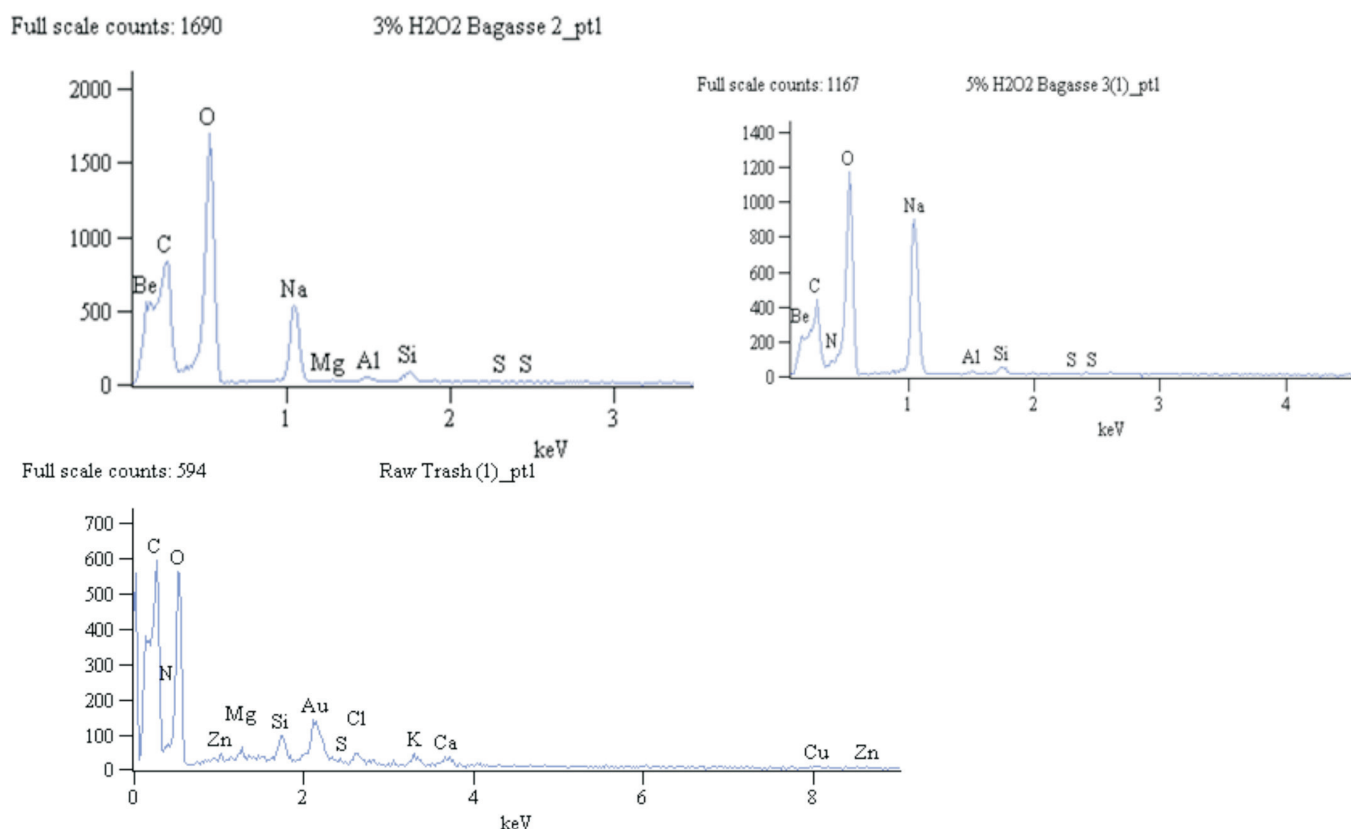 Full scale counts: 1690 3% H2O2 Bagasse 2_pt1
2000
1500
1000
500
0
O
C
Be
Na
Mg Al Si S S
1 2 3
keV
Full scale counts: 1167 5% H2O2 Bagasse 3(1)_pt1
1400
1200
1000
800
600
400
200
0
O
Na
C
Be
N
Al Si S S
1 2 3 4
keV
Full scale counts: 594 Raw Trash (1)_pt1
700
600
500
400
300
200
100
0
C O
N
Zn Mg Si Au S Cl K Ca Cu Zn
0 2 4 6 8
keV